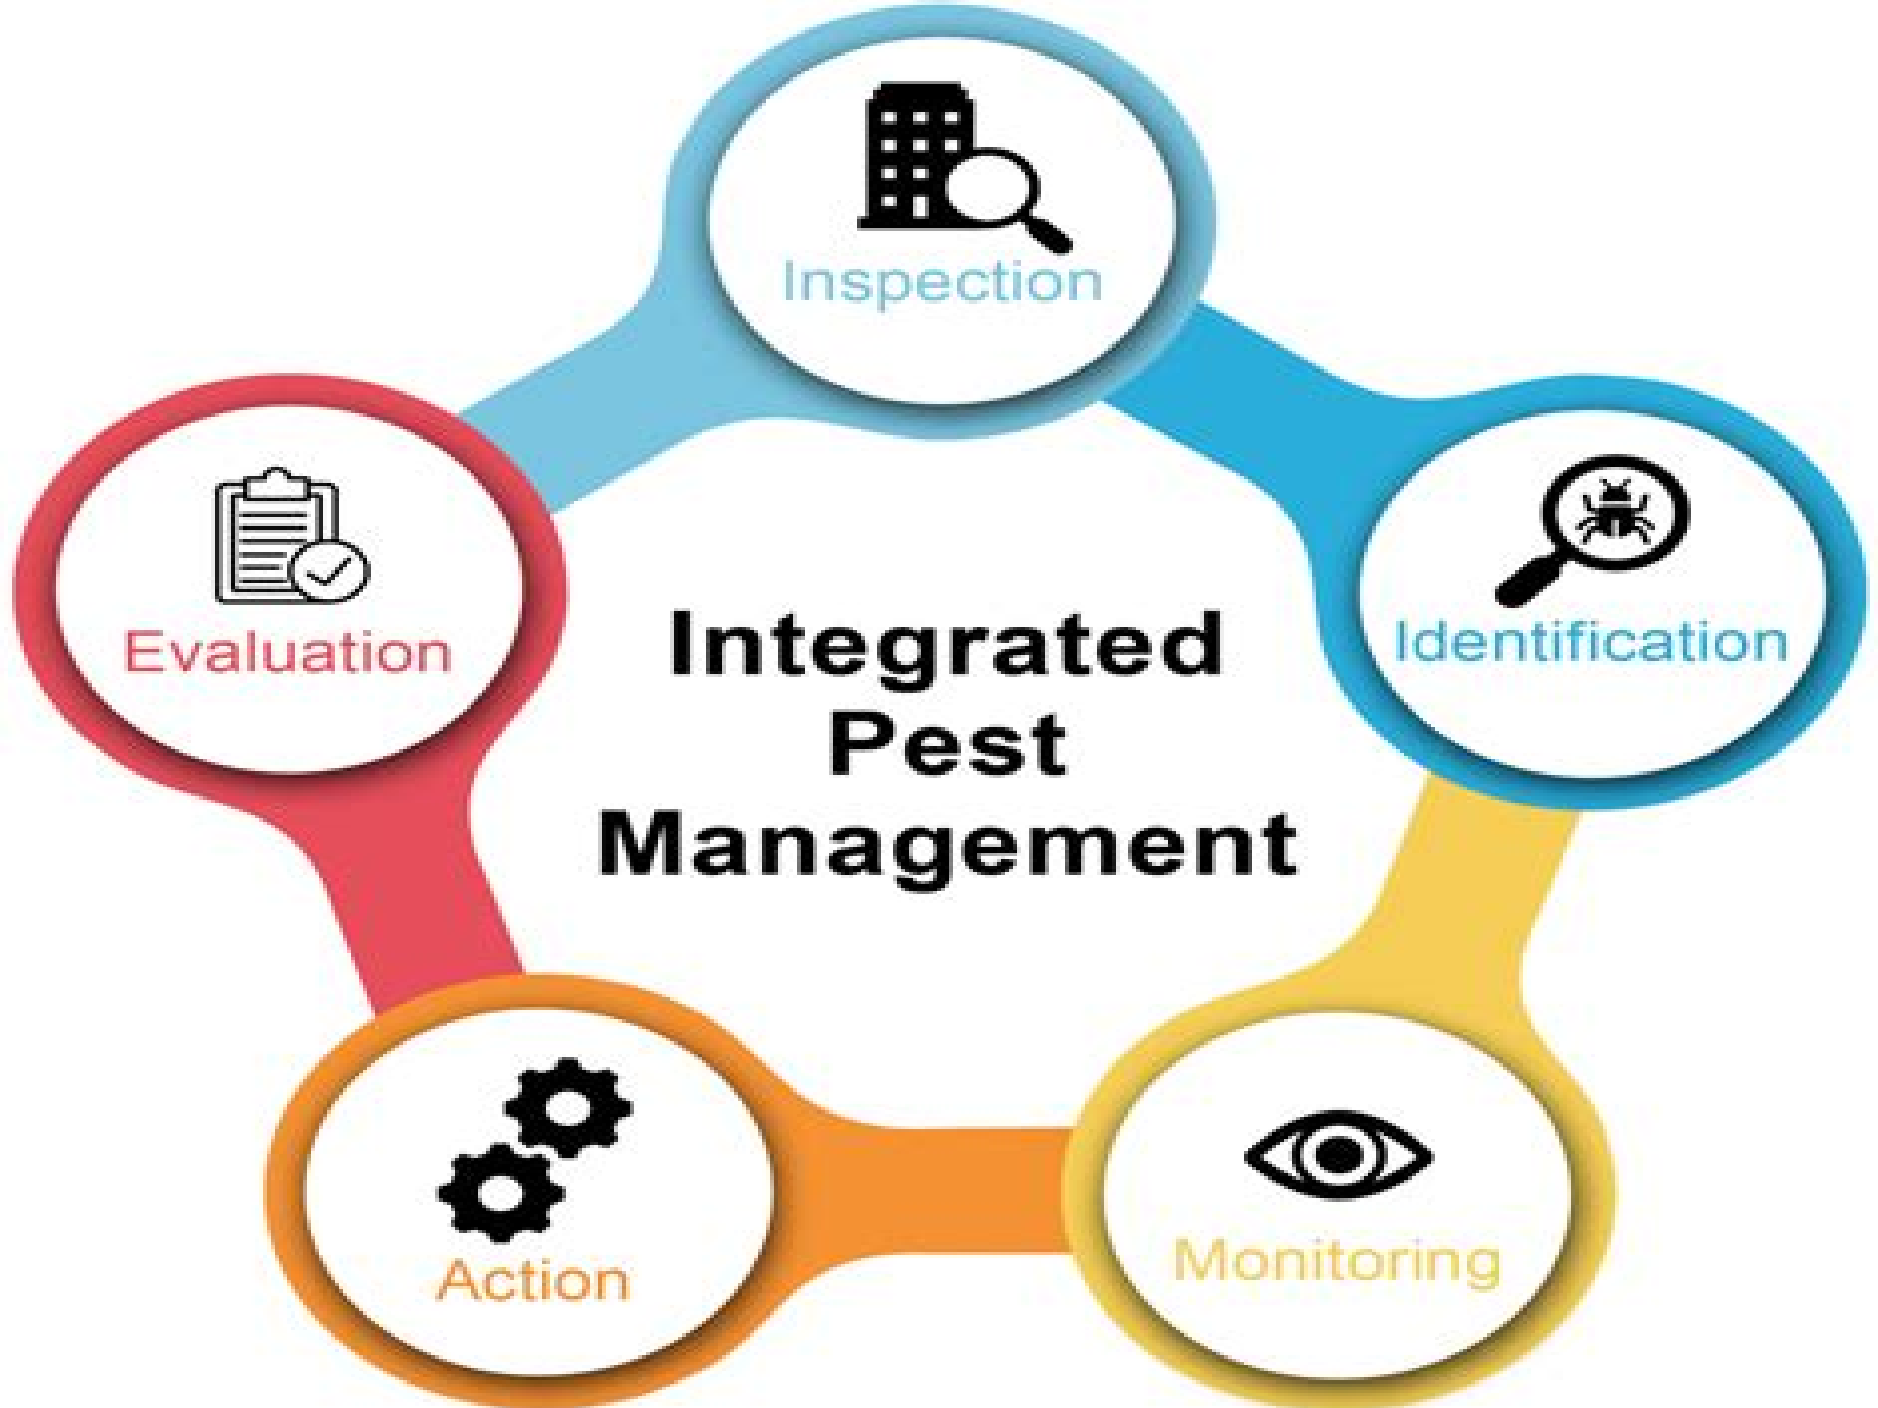 Inspection
Identification
Evaluation
Integrated
Pest
Management
Monitoring
Action